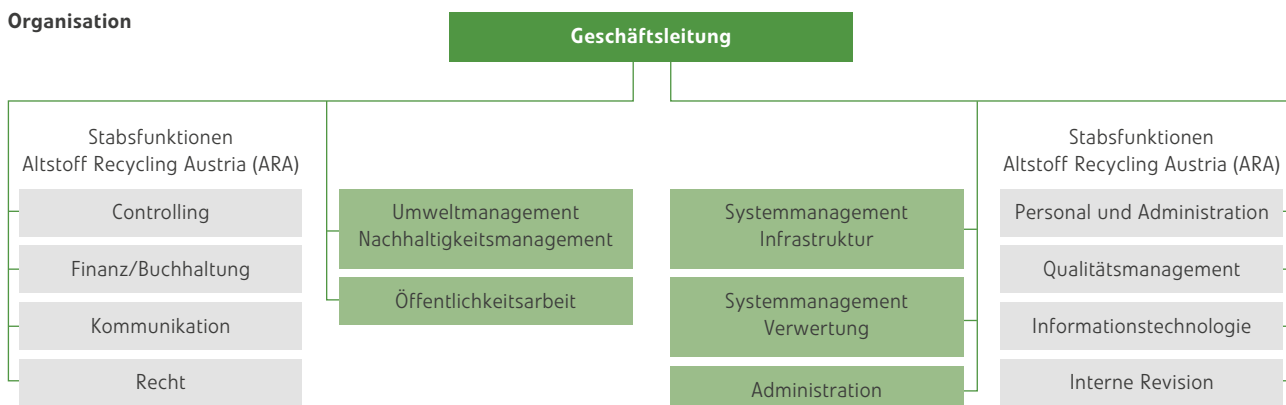 Organisation
Geschäftsleitung
Stabsfunktionen
Altstoff Recycling Austria (ARA)
Controlling
Finanz/Buchhaltung
Kommunikation
Recht
Umweltmanagement
Nachhaltigkeitsmanagement
Öffentlichkeitsarbeit
Systemmanagement
Infrastruktur
Systemmanagement
Verwertung
Administration
Stabsfunktionen
Altstoff Recycling Austria (ARA)
Personal und Administration
Qualitätsmanagement
Informationstechnologie
Interne Revision